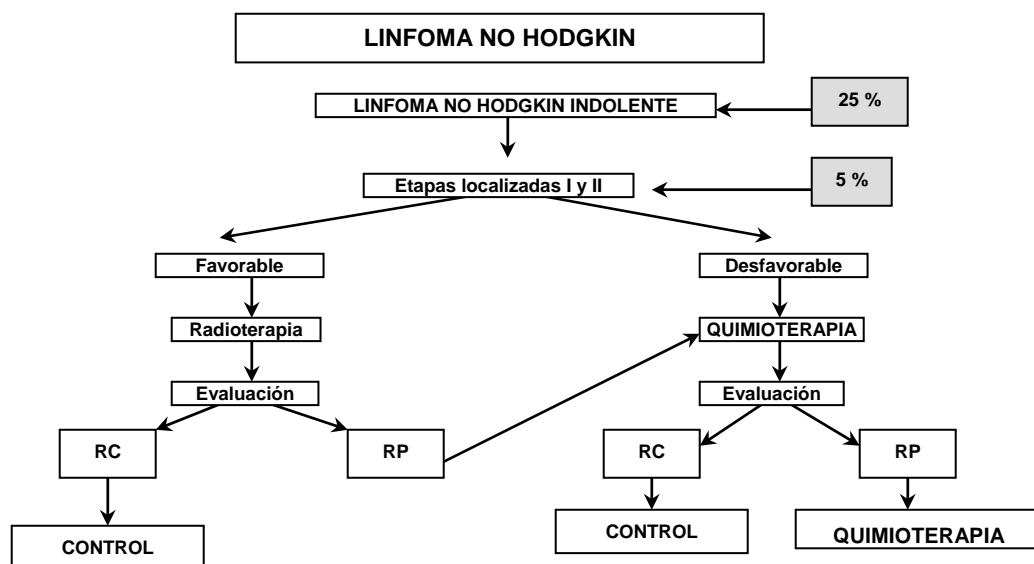 LINFOMA NO HODGKIN
LINFOMA NO HODGKIN INDOLENTE
25 %
Etapas localizadas I y II
5 %
Favorable
Desfavorable
Radioterapia
QUIMIOTERAPIA
Evaluación
Evaluación
RC
RP
RC
RP
CONTROL
CONTROL
QUIMIOTERAPIA